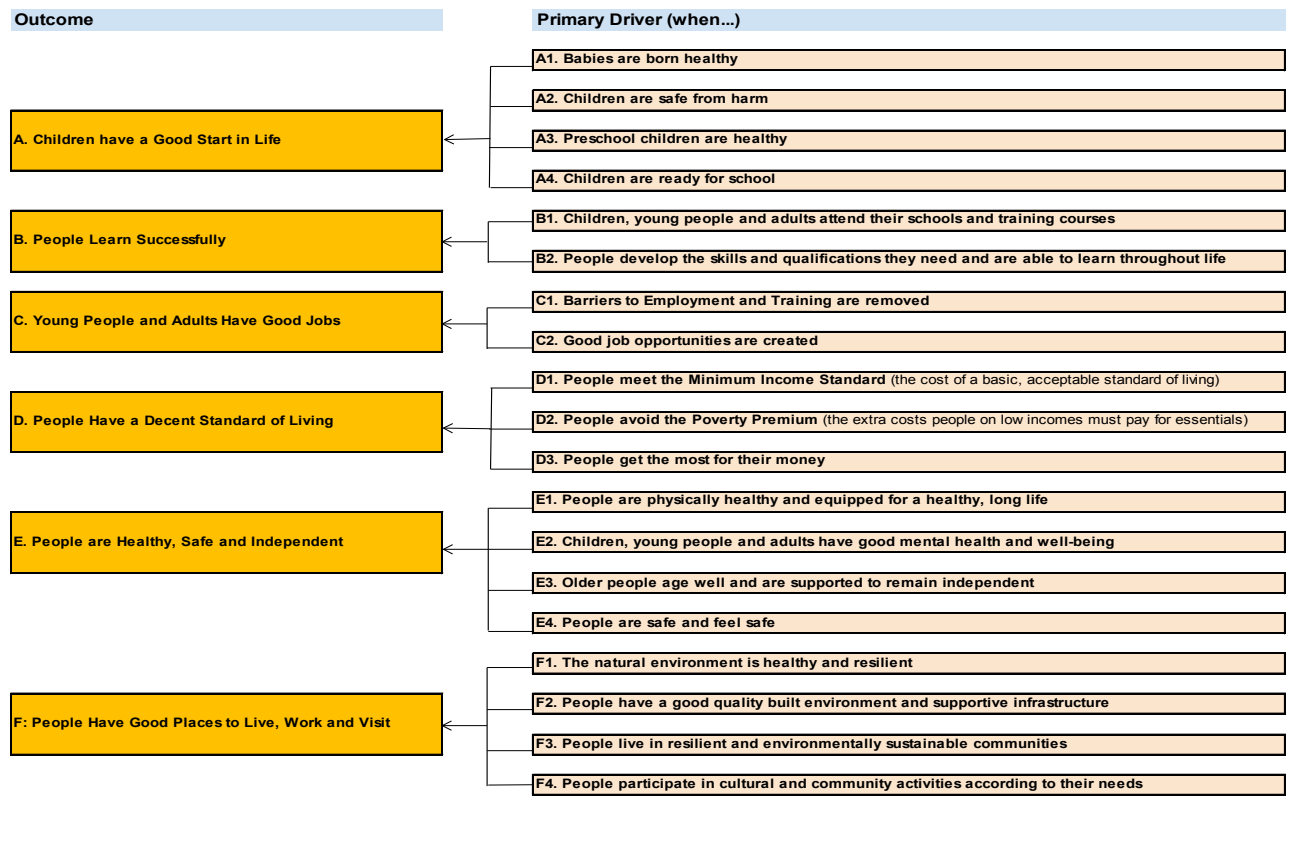 Outcome
Primary Driver (when...)
A. Children have a Good Start in Life
A1. Babies are born healthy
A2. Children are safe from harm
A3. Preschool children are healthy
A4. Children are ready for school
B. People Learn Successfully
B1. Children, young people and adults attend their schools and training courses
B2. People develop the skills and qualifications they need and are able to learn throughout life
C. Young People and Adults Have Good Jobs
C1. Barriers to Employment and Training are removed
C2. Good job opportunities are created
D. People Have a Decent Standard of Living
D1. People meet the Minimum Income Standard (the cost of a basic, acceptable standard of living)
D2. People avoid the Poverty Premium (the extra costs people on low incomes must pay for essentials)
D3. People get the most for their money
E. People are Healthy, Safe and Independent
E1. People are physically healthy and equipped for a healthy, long life
E2. Children, young people and adults have good mental health and well-being
E3. Older people age well and are supported to remain independent
E4. People are safe and feel safe
F: People Have Good Places to Live, Work and Visit
F1. The natural environment is healthy and resilient
F2. People have a good quality built environment and supportive infrastructure
F3. People live in resilient and environmentally sustainable communities
F4. People participate in cultural and community activities according to their needs